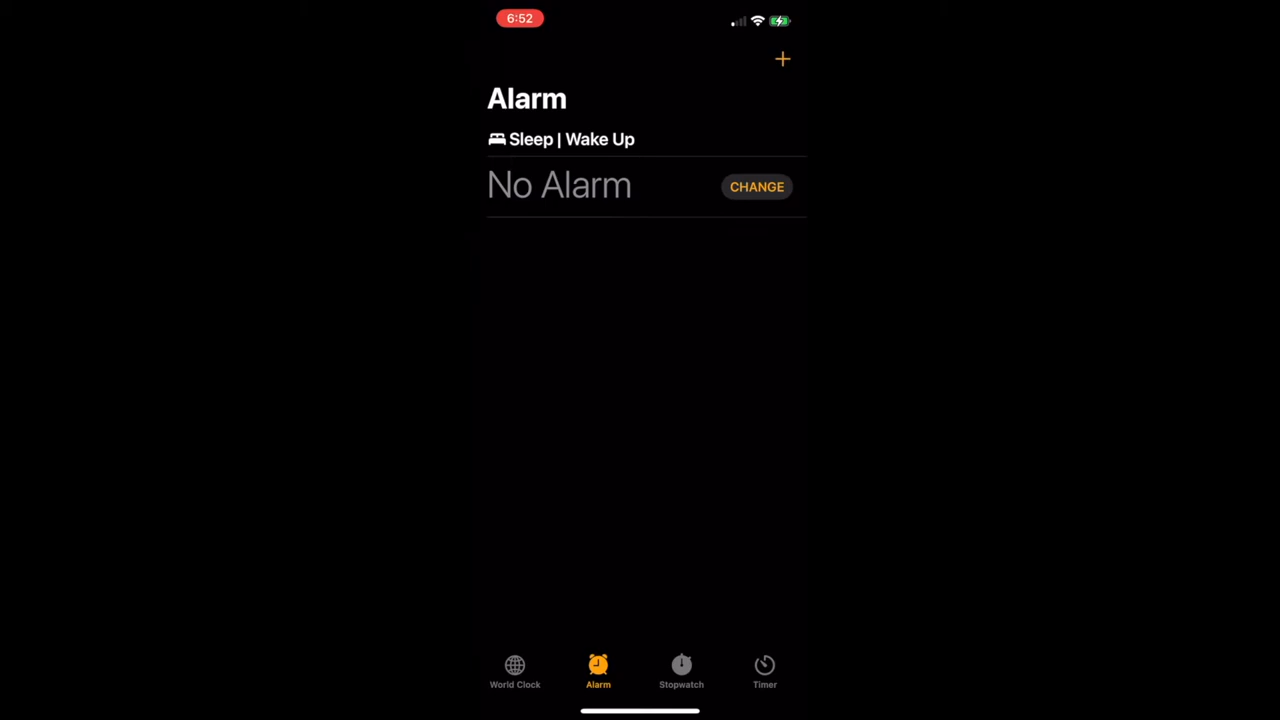 6:52
Alarm
Sleep | Wake Up
No Alarm
CHANGE
World Clock
Alarm
Stopwatch
Timer